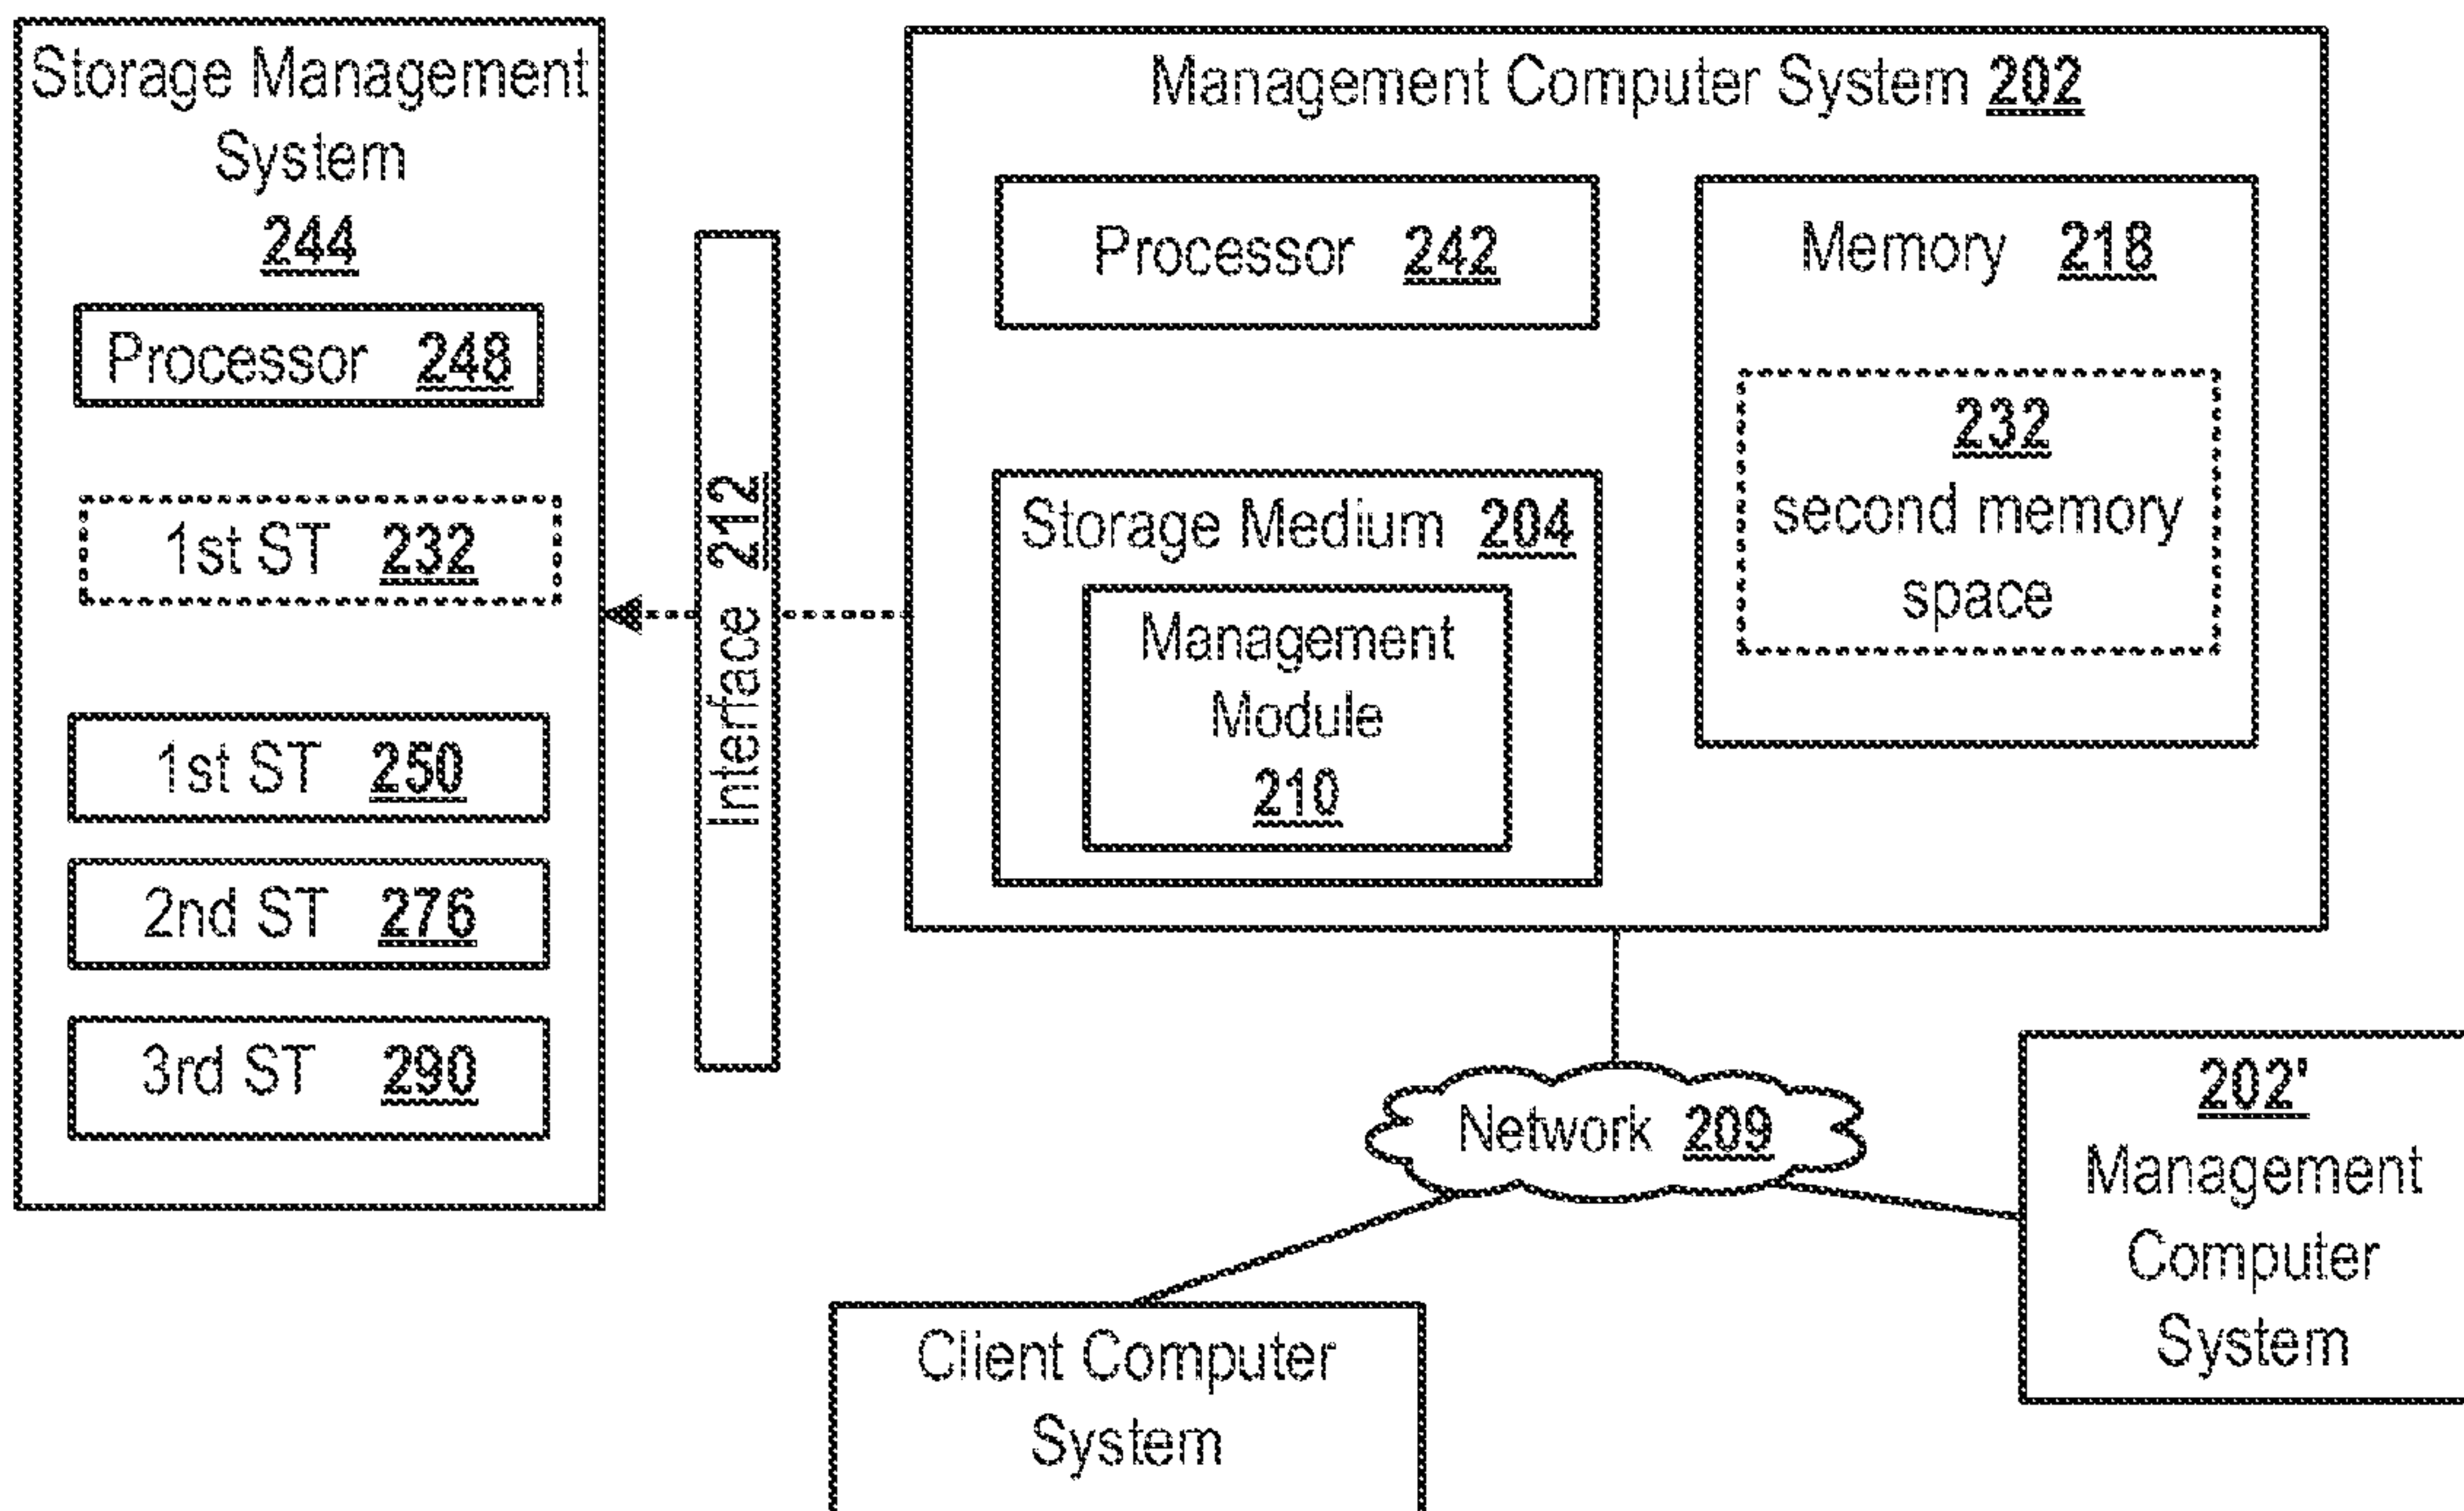 Storage Management
System
244
Processor 248
1st ST 232
1st ST 250
2nd ST 276
3rd ST 290
Interface 212
Management Computer System 202
Processor 242
Memory 218
232
second memory
space
Storage Medium 204
Management
Module
210
Network 209
202'
Management
Computer
System
Client Computer
System